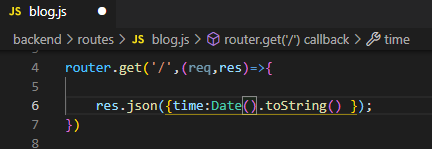 JS blog.js
backend > routes > JS blog.js > router.get('/') callback > time
4 router.get('/',(req,res)=>{
5
6 res.json({time:Date().toString() });
7 })
8